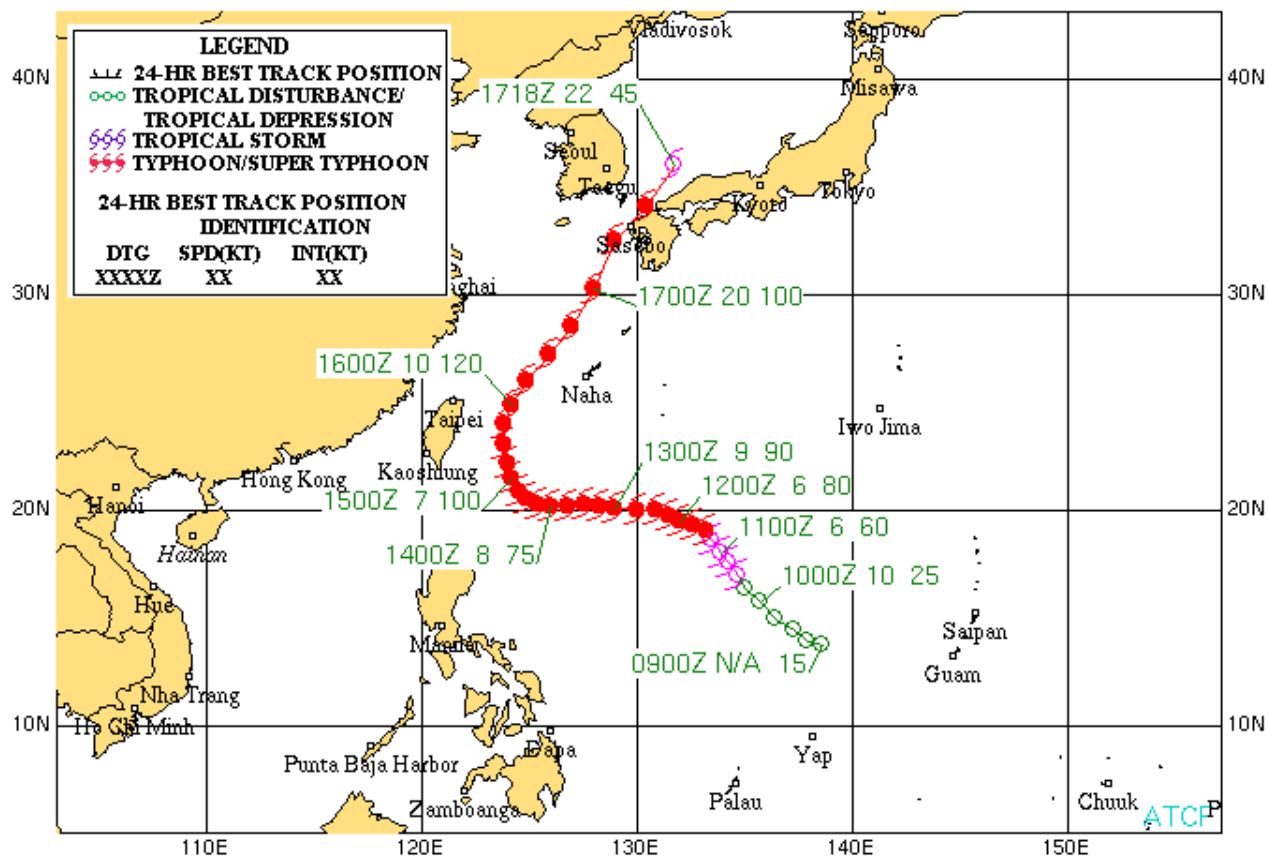 LEGEND
24-HR BEST TRACK POSITION
TROPICAL DISTURBANCE/
TROPICAL DEPRESSION
TROPICAL STORM
TYPHOON/SUPER TYPHOON
24-HR BEST TRACK POSITION
IDENTIFICATION
DTG SPD(KT) INT(KT)
XXXXZ XX XX
Vladivosok
Sapporo
40N
40N
Misawa
1718Z 22 45
Seoul
Taegu
Kyoto
Tokyo
Sasebo
30N
30N
1700Z 20 100
1600Z 10 120
Naha
Taipei
Iwo Jima
Kaoshiung
Hong Kong
1300Z 9 90
1200Z 6 80
1500Z 7 100
Hanoi
20N
20N
1100Z 6 60
1400Z 8 75
Hainan
1000Z 10 25
Hue
Saipan
Manila
0900Z N/A 15
Guam
Nha Trang
10N
10N
Ho Chi Minh
Dapa
Yap
Punta Baja Harbor
Palau
Chuuk
Zamboanga
ATCF
P
110E
120E
130E
140E
150E